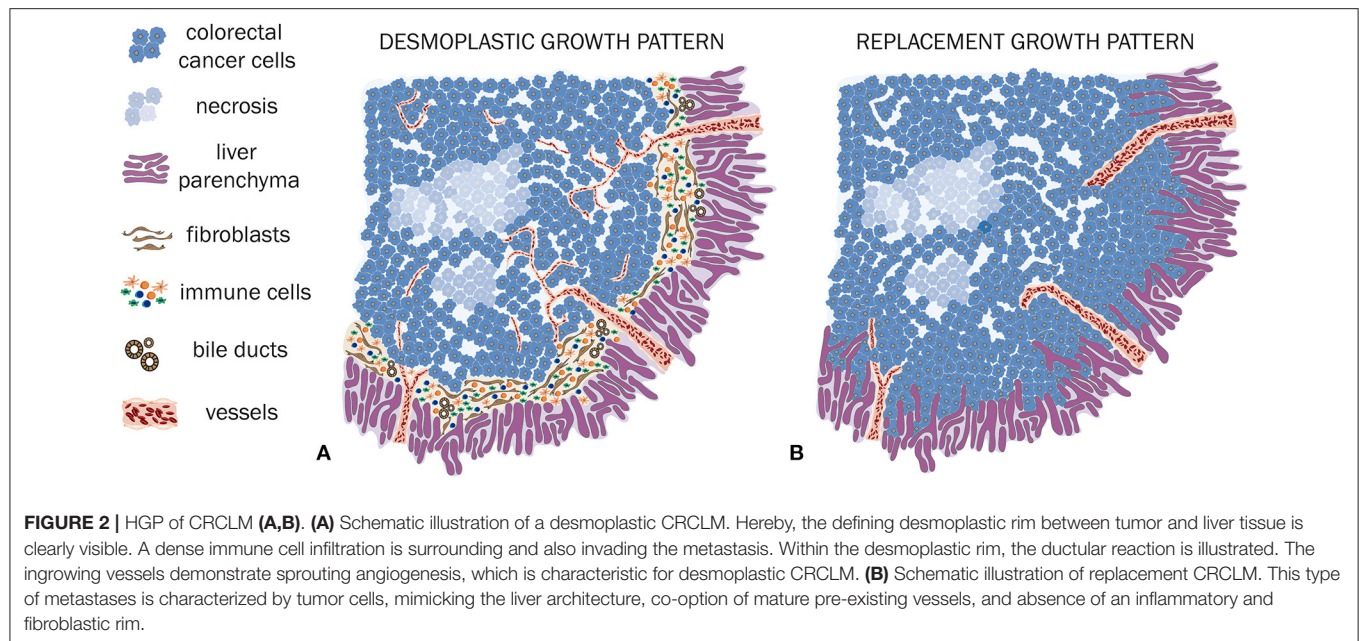 colorectal
cancer cells
necrosis
liver
parenchyma
fibroblasts
immune cells
bile ducts
vessels
DESMOPLASTIC GROWTH PATTERN
A
REPLACEMENT GROWTH PATTERN
B
FIGURE 2 | HGP of CRCLM (A,B). (A) Schematic illustration of a desmoplastic CRCLM. Hereby, the defining desmoplastic rim between tumor and liver tissue is
clearly visible. A dense immune cell infiltration is surrounding and also invading the metastasis. Within the desmoplastic rim, the ductular reaction is illustrated. The
ingrowing vessels demonstrate sprouting angiogenesis, which is characteristic for desmoplastic CRCLM. (B) Schematic illustration of replacement CRCLM. This type
of metastases is characterized by tumor cells, mimicking the liver architecture, co-option of mature pre-existing vessels, and absence of an inflammatory and
fibroblastic rim.